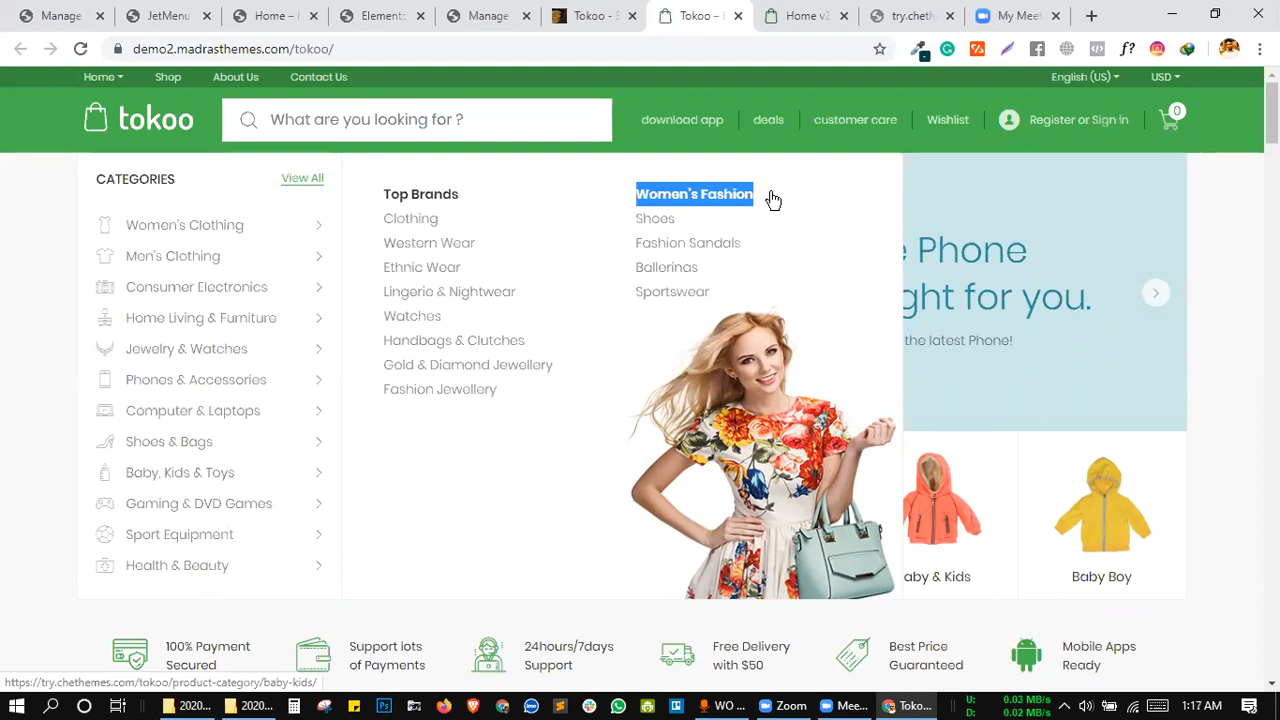 Manage
JetMenu
Home –
Element
Manage
Tokoo - E
Tokoo – E
Home v2
try.cheth
My Meet
demo2.madrasthemes.com/tokoo/
Home
Shop
About Us
Contact Us
English (US)
USD
tokoo
What are you looking for ?
download app
deals
customer care
Wishlist
Register or Sign in
0
CATEGORIES
View All
Women's Clothing
Men's Clothing
Consumer Electronics
Home Living & Furniture
Jewelry & Watches
Phones & Accessories
Computer & Laptops
Shoes & Bags
Baby, Kids & Toys
Gaming & DVD Games
Sport Equipment
Health & Beauty
Top Brands
Clothing
Western Wear
Ethnic Wear
Lingerie & Nightwear
Watches
Handbags & Clutches
Gold & Diamond Jewellery
Fashion Jewellery
Women's Fashion
Shoes
Fashion Sandals
Ballerinas
Sportswear
e Phone
ght for you.
the latest Phone!
aby & Kids
Baby Boy
100% Payment
Secured
Support lots
of Payments
24hours/7days
Support
Free Delivery
with $50
Best Price
Guaranteed
Mobile Apps
Ready
https://try.chethemes.com/tokoo/product-category/baby-kids/
2020...
2020...
WO ...
Zoom
Mee...
Toko...
U: 0.02 MB/s
D: 0.02 MB/s
1:17 AM